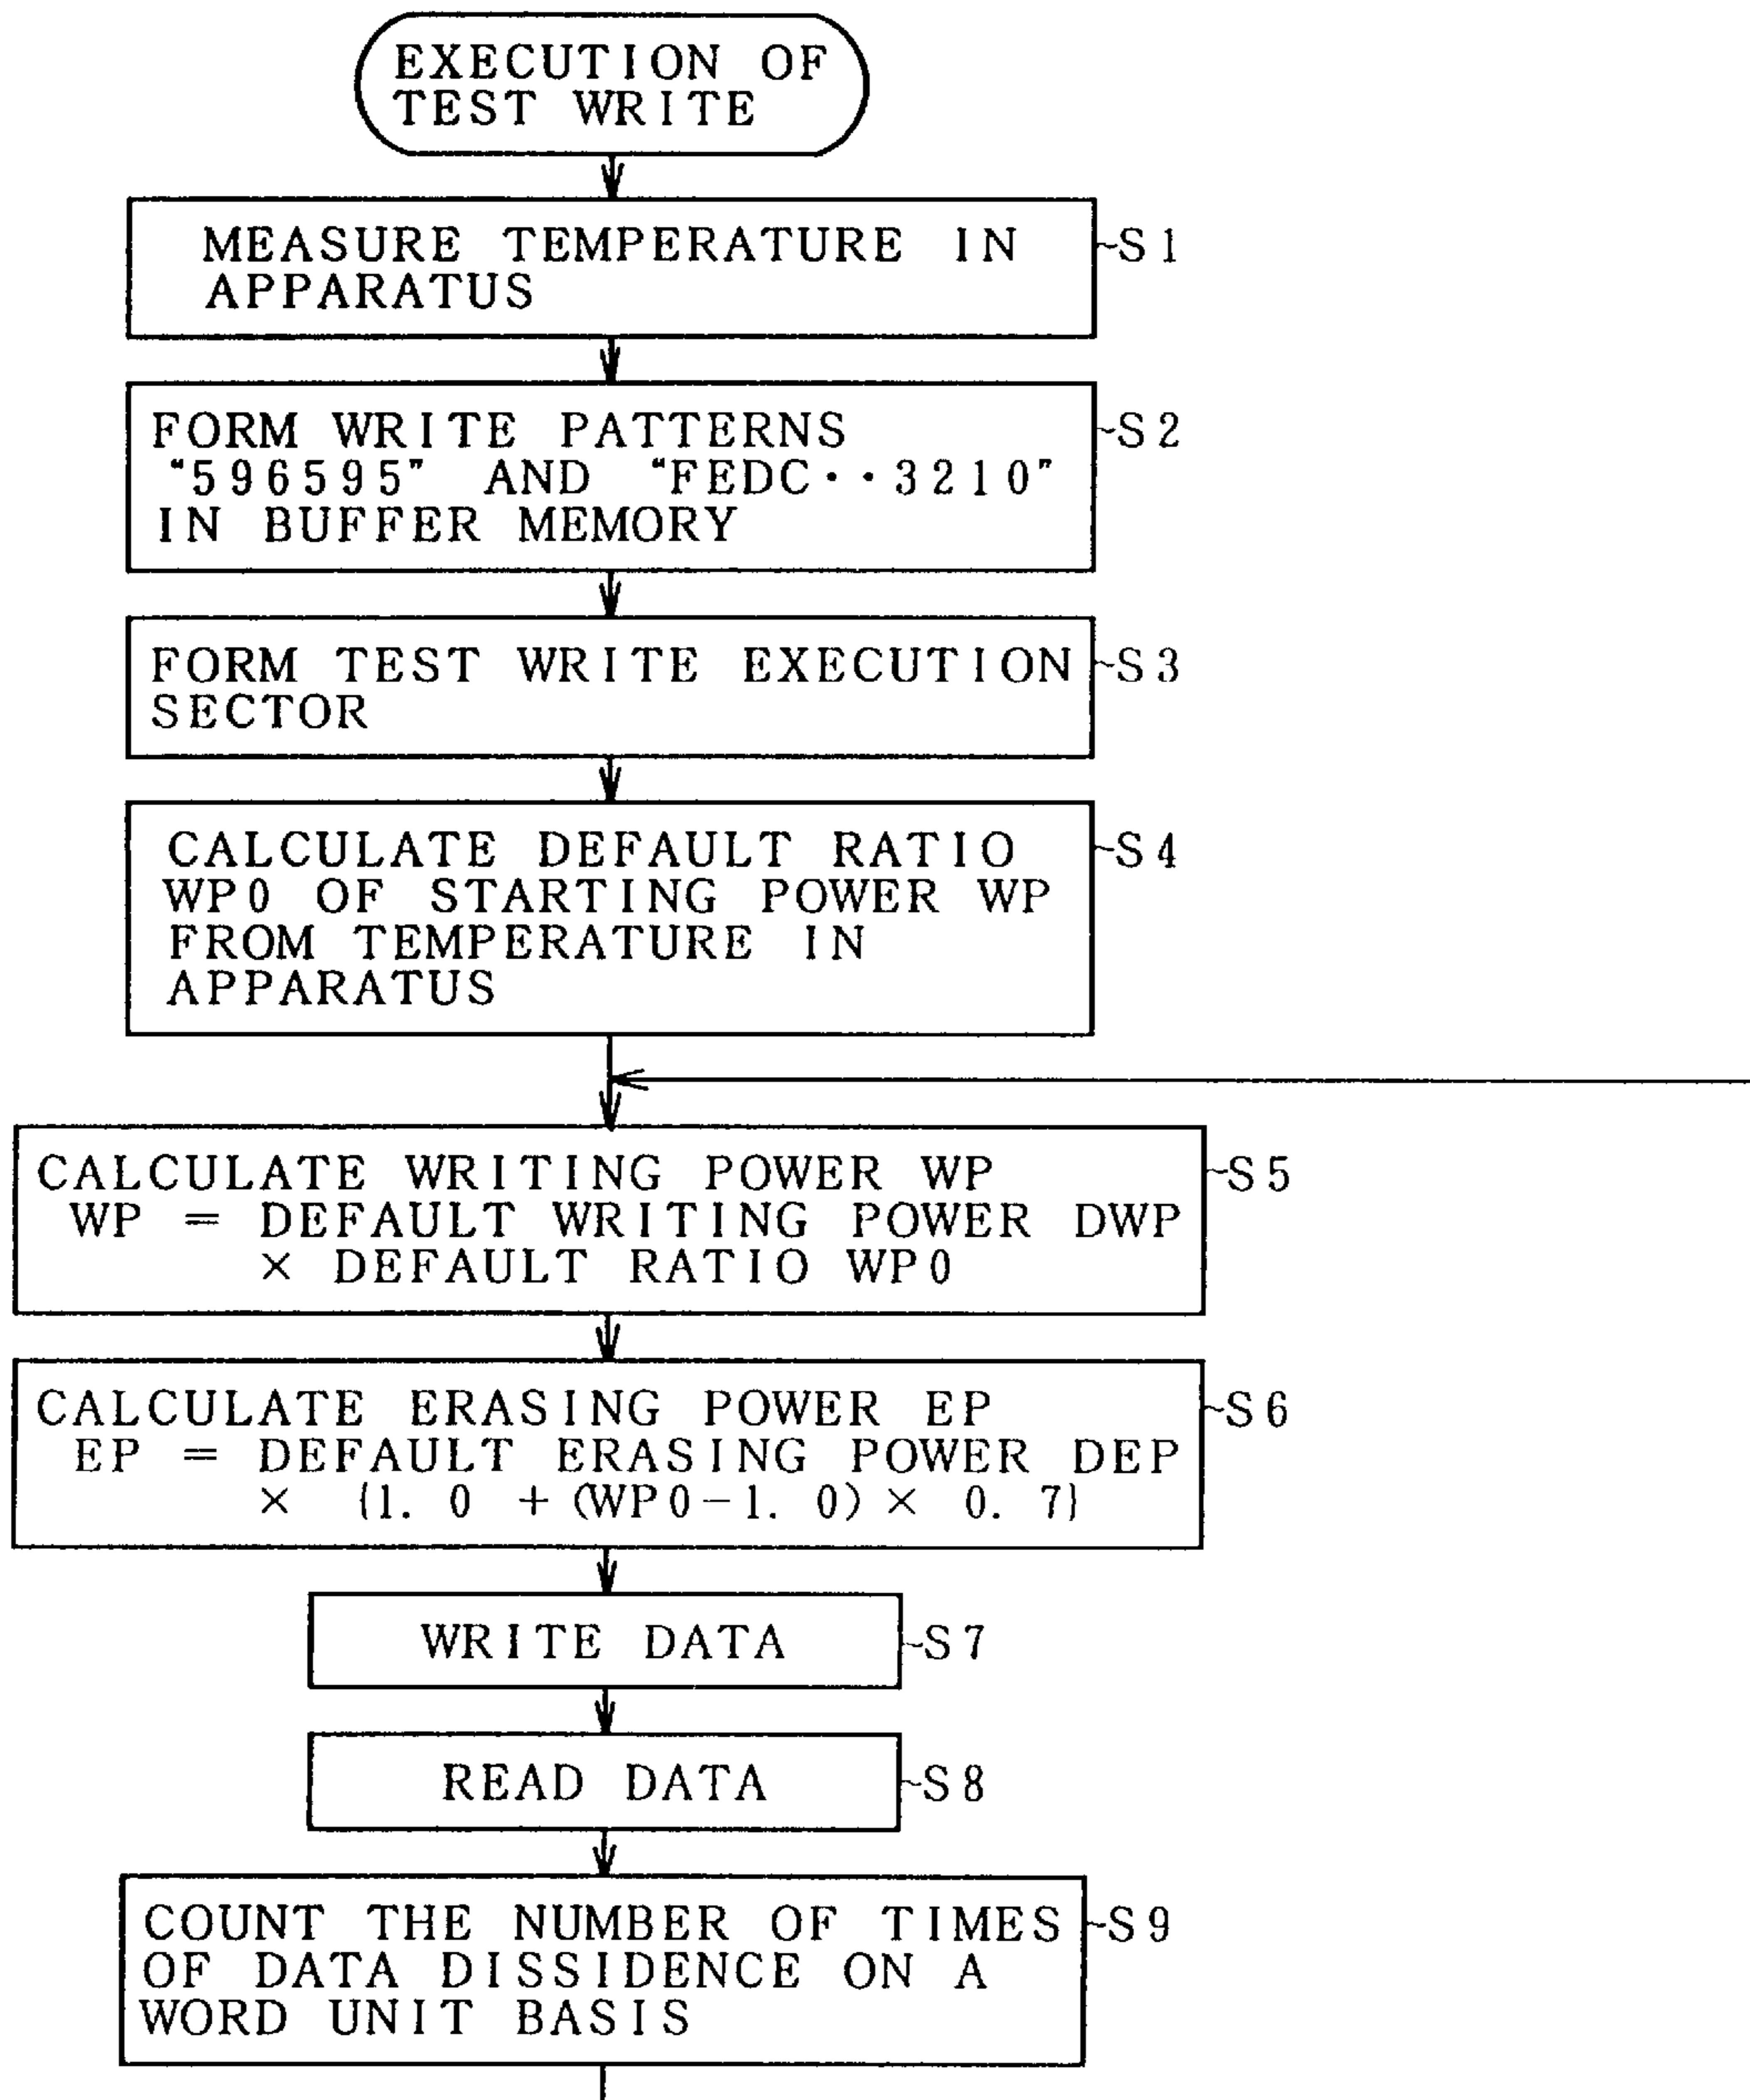 EXECUTION OF
TEST WRITE
MEASURE TEMPERATURE IN
APPARATUS
S1
FORM WRITE PATTERNS
"596595" AND "FEDC··3210"
IN BUFFER MEMORY
S2
FORM TEST WRITE EXECUTION
SECTOR
S3
CALCULATE DEFAULT RATIO
WP0 OF STARTING POWER WP
FROM TEMPERATURE IN
APPARATUS
S4
CALCULATE WRITING POWER WP
WP = DEFAULT WRITING POWER DWP
× DEFAULT RATIO WP0
S5
CALCULATE ERASING POWER EP
EP = DEFAULT ERASING POWER DEP
× {1.0 + (WP0-1.0) × 0.7}
S6
WRITE DATA
S7
READ DATA
S8
COUNT THE NUMBER OF TIMES
OF DATA DISSIDENCE ON A
WORD UNIT BASIS
S9